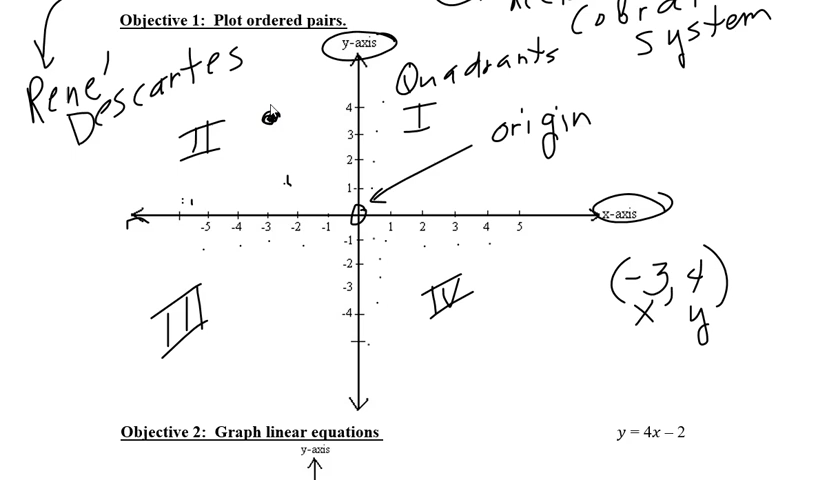 Objective 1: Plot ordered pairs.
System
y-axis
René
Descartes
Quadrants
I
II
origin
4
3
2
1
-5 -4 -3 -2 -1 1 2 3 4 5
x-axis
-1
-2
-3
-4
III
IV
(-3, 4)
x y
Objective 2: Graph linear equations
y = 4x – 2
y-axis